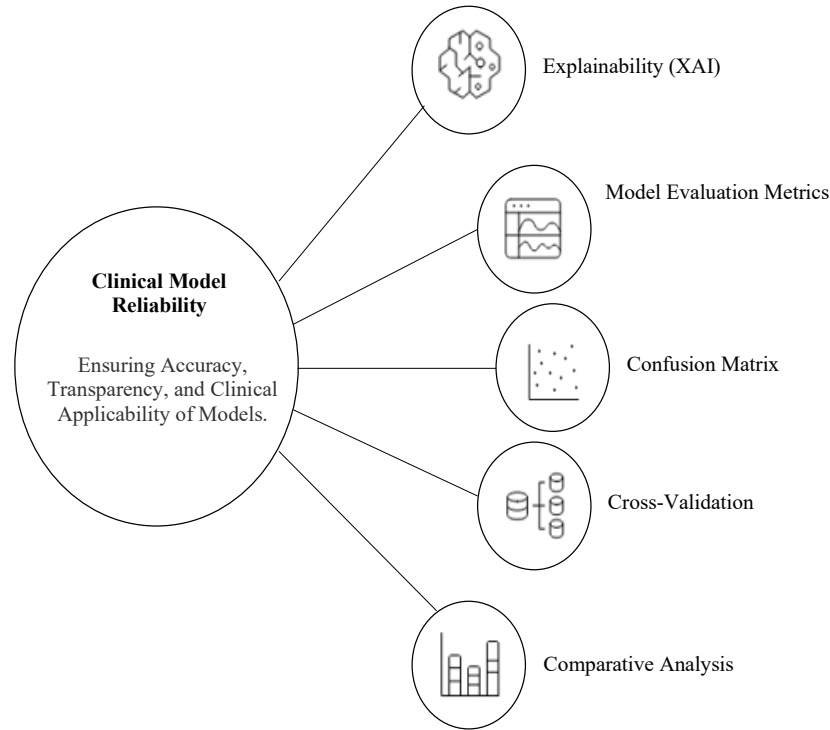 Explainability (XAI)
Model Evaluation Metrics
Clinical Model
Reliability
Ensuring Accuracy,
Transparency, and Clinical
Applicability of Models.
Confusion Matrix
Cross-Validation
Comparative Analysis